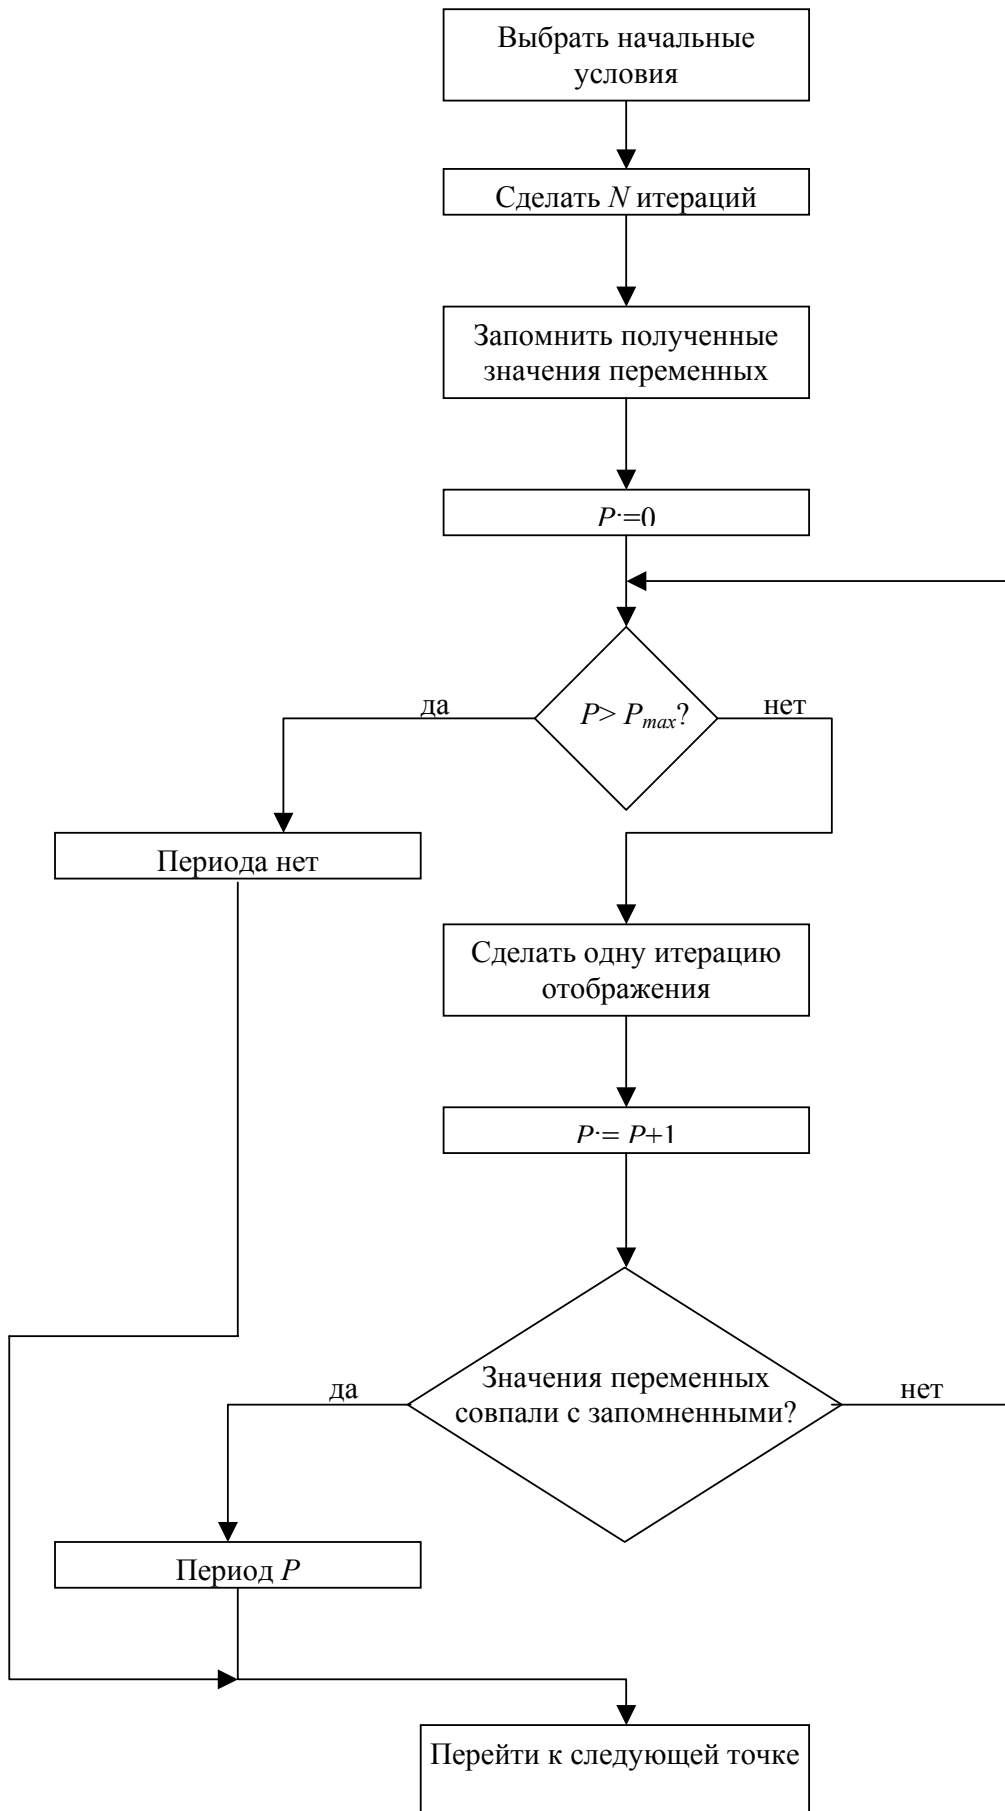 Выбрать начальные
условия
Сделать N итераций
Запомнить полученные
значения переменных
P:=0
P> Pmax?
да
нет
Периода нет
Сделать одну итерацию
отображения
P:= P+1
Значения переменных
совпали с запомненными?
да
нет
Период P
Перейти к следующей точке